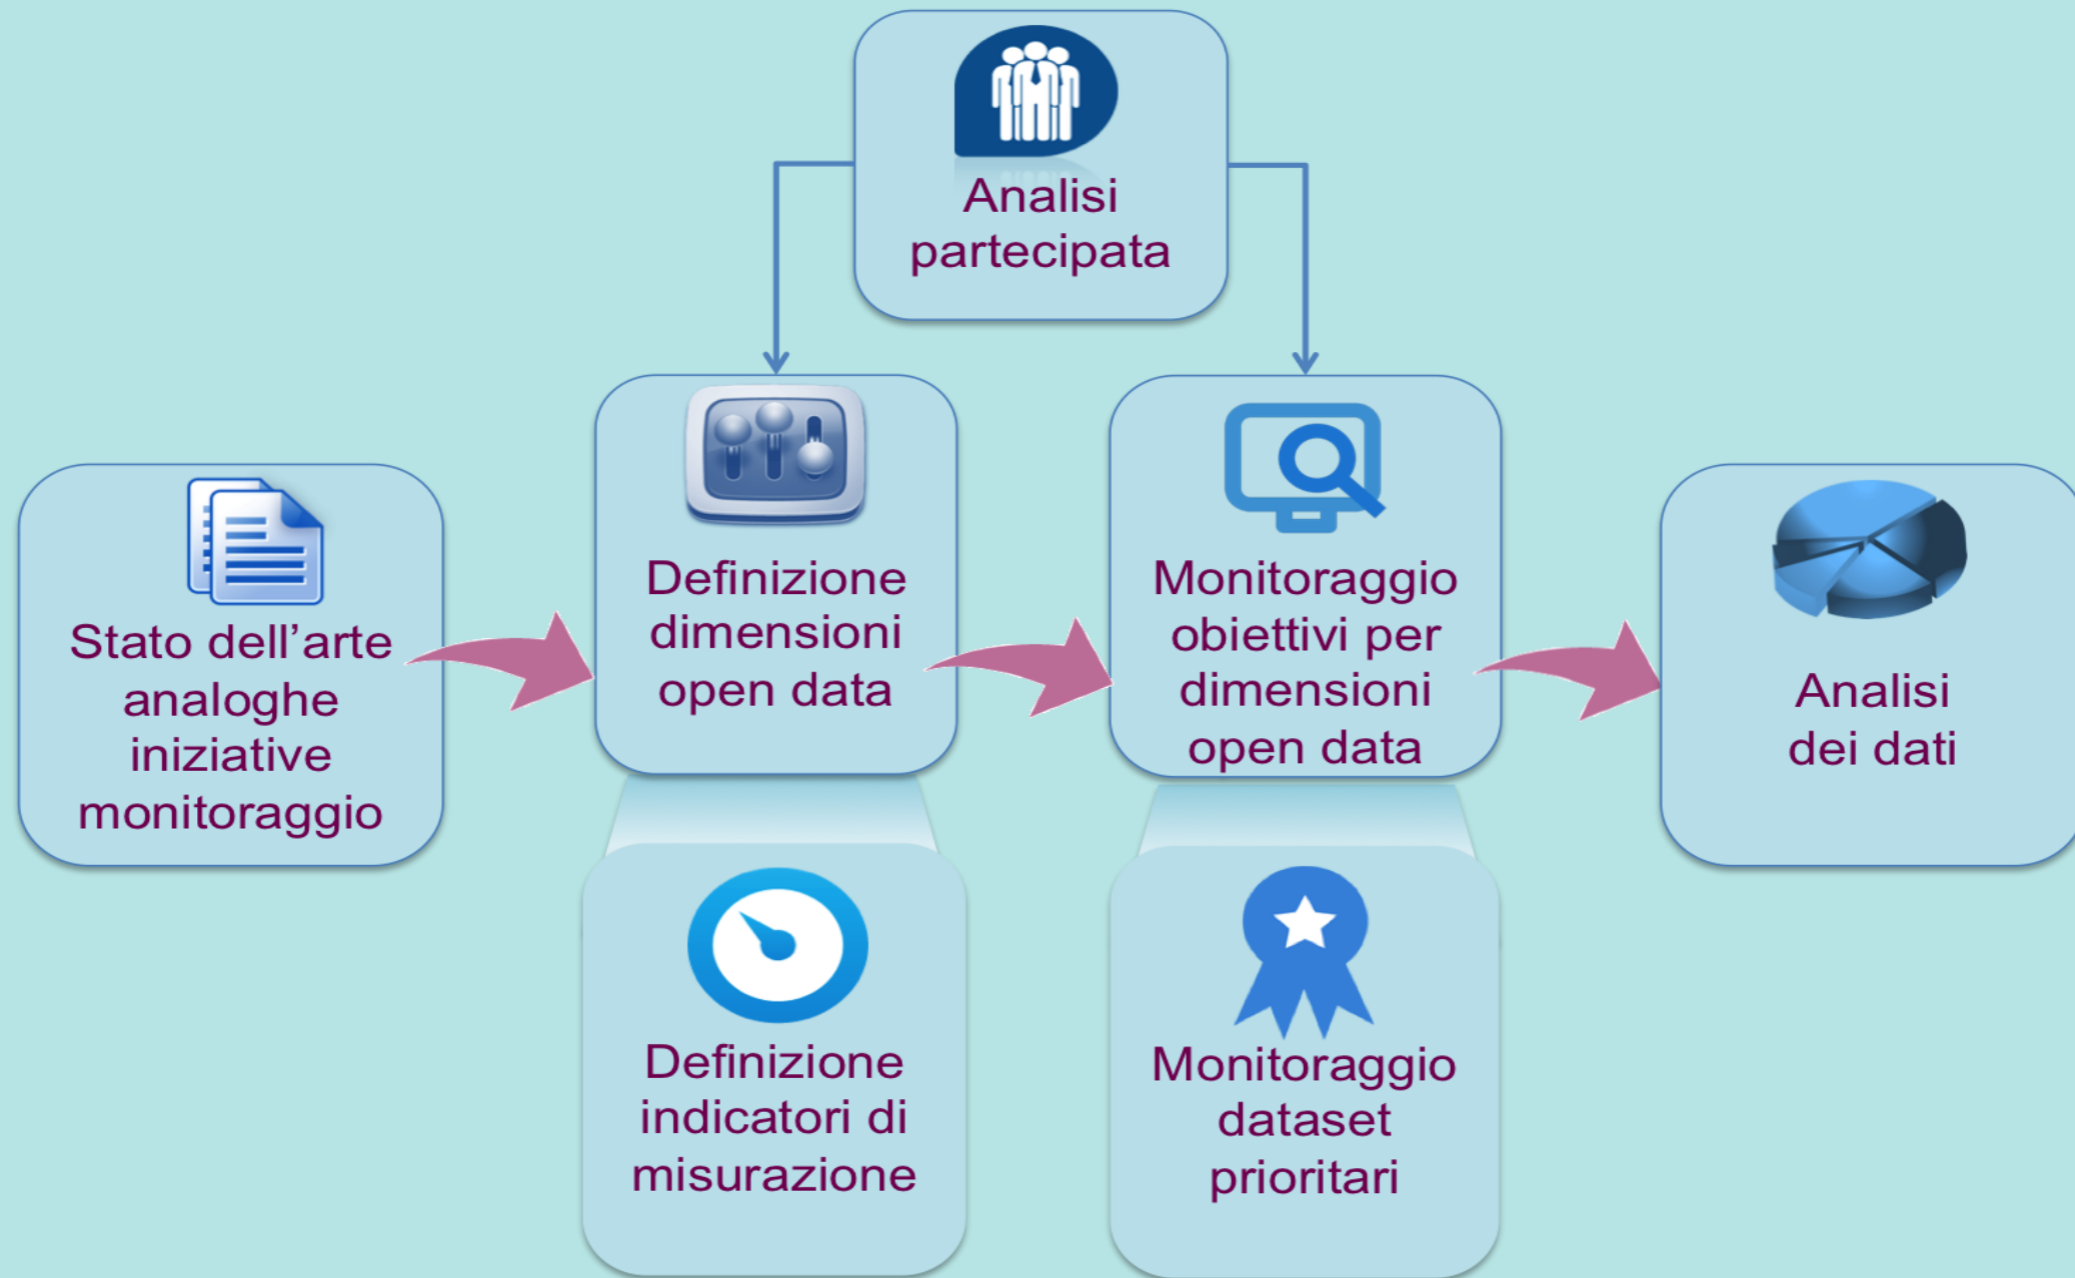 Analisi
partecipata
Stato dell’arte
analoghe
iniziative
monitoraggio
Definizione
dimensioni
open data
Monitoraggio
obiettivi per
dimensioni
open data
Analisi
dei dati
Definizione
indicatori di
misurazione
Monitoraggio
dataset
prioritari